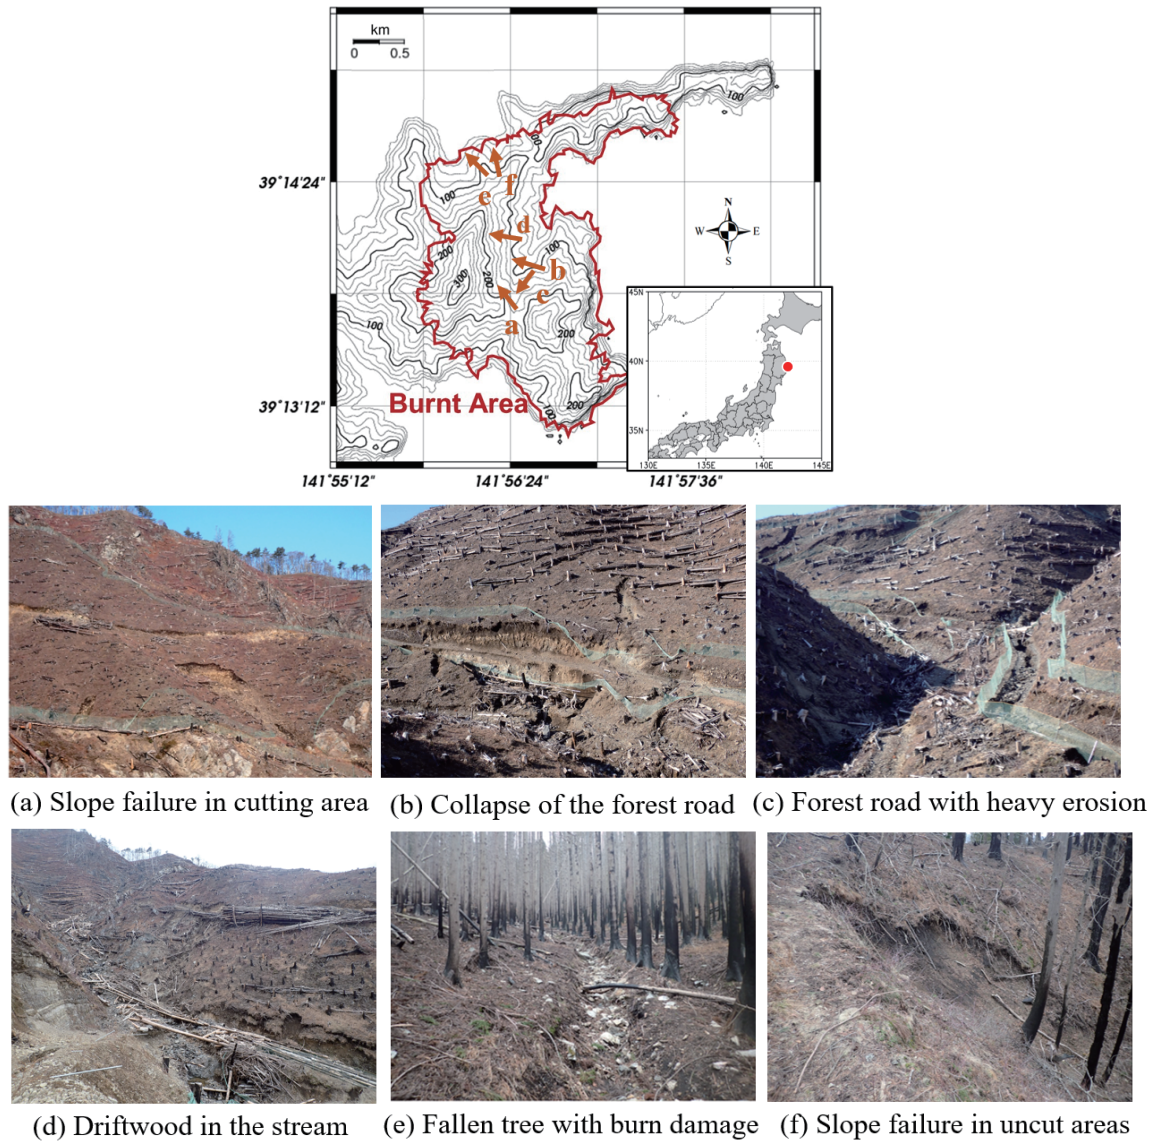 km
0 0.5
100
100
39°14'24"
e
f
100
N
W E
S
d
200
100
300
200
b
e
a
100
200
45N
40N
35N
130E 135E 140E 145E
39°13'12"
Burnt Area
100
200
141°55'12" 141°56'24" 141°57'36"
(a) Slope failure in cutting area
(b) Collapse of the forest road
(c) Forest road with heavy erosion
(d) Driftwood in the stream
(e) Fallen tree with burn damage
(f) Slope failure in uncut areas